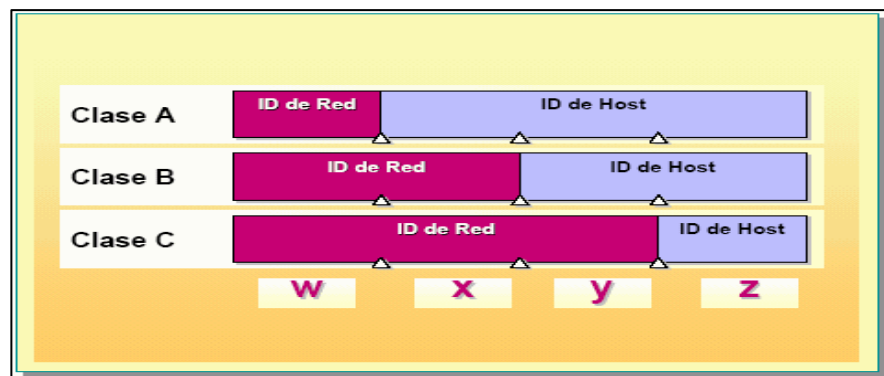 Clase A ID de Red ID de Host
Clase B ID de Red ID de Host
Clase C ID de Red ID de Host
w x y z